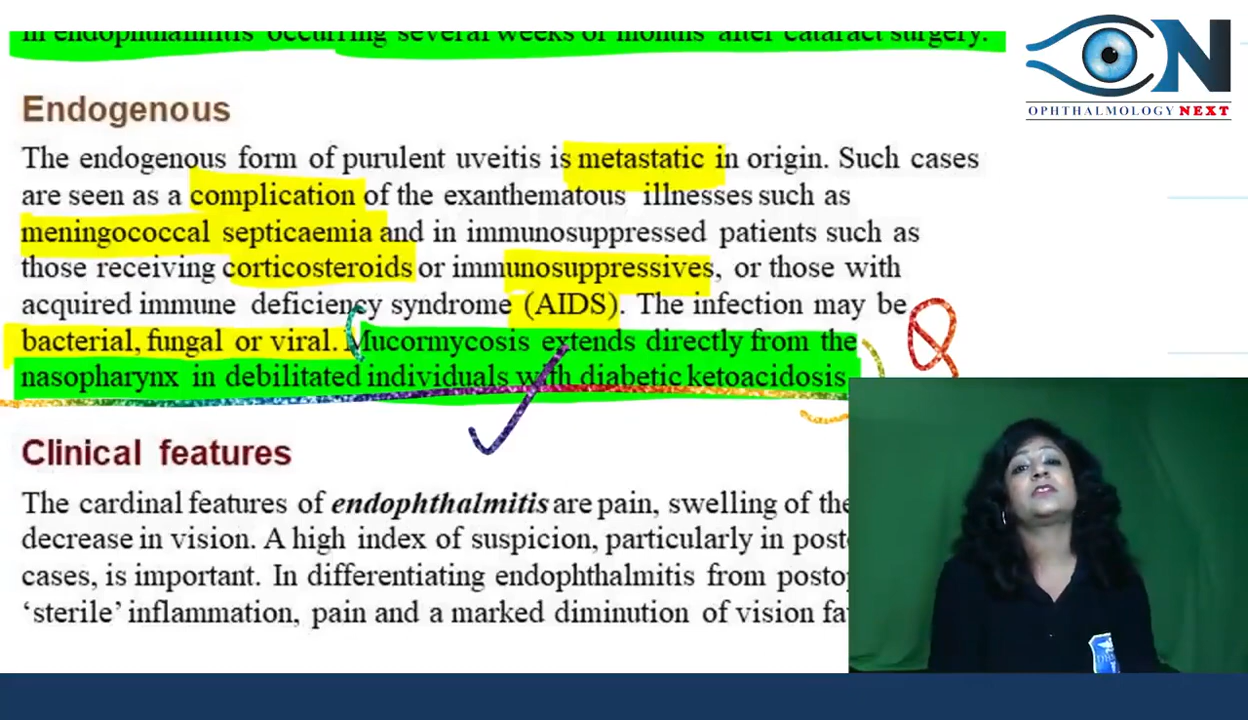 in endophthalmitis occurring several weeks or months after cataract surgery.
OPHTHALMOLOGY NEXT
Endogenous
The endogenous form of purulent uveitis is metastatic in origin. Such cases
are seen as a complication of the exanthematous illnesses such as
meningococcal septicaemia and in immunosuppressed patients such as
those receiving corticosteroids or immunosuppressives, or those with
acquired immune deficiency syndrome (AIDS). The infection may be
bacterial, fungal or viral. Mucormycosis extends directly from the
nasopharynx in debilitated individuals with diabetic ketoacidosis
Clinical features
The cardinal features of endophthalmitis are pain, swelling of the
decrease in vision. A high index of suspicion, particularly in
cases, is important. In differentiating endophthalmitis from
'sterile' inflammation, pain and a marked diminution of vision